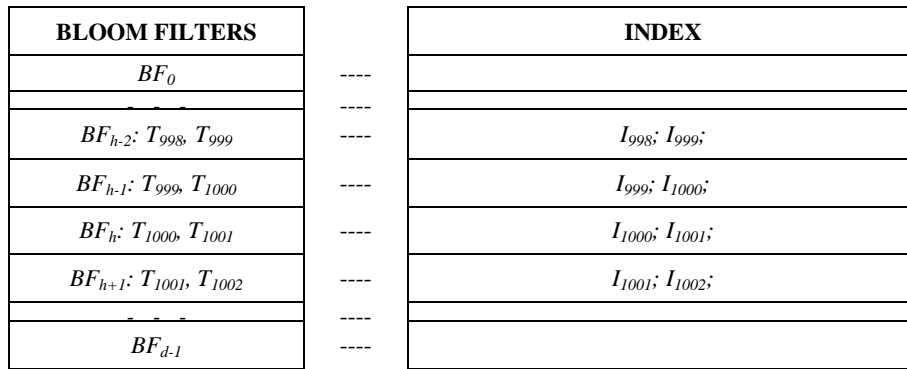 BLOOM FILTERS INDEX
BF₀ ----
- - - ----
BFₕ₋₂: T₉₉₈, T₉₉₉ ---- I₉₉₈; I₉₉₉;
BFₕ₋₁: T₉₉₉, T₁₀₀₀ ---- I₉₉₉; I₁₀₀₀;
BFₕ: T₁₀₀₀, T₁₀₀₁ ---- I₁₀₀₀; I₁₀₀₁;
BFₕ₊₁: T₁₀₀₁, T₁₀₀₂ ---- I₁₀₀₁; I₁₀₀₂;
- - - ----
BF_d-1 ----